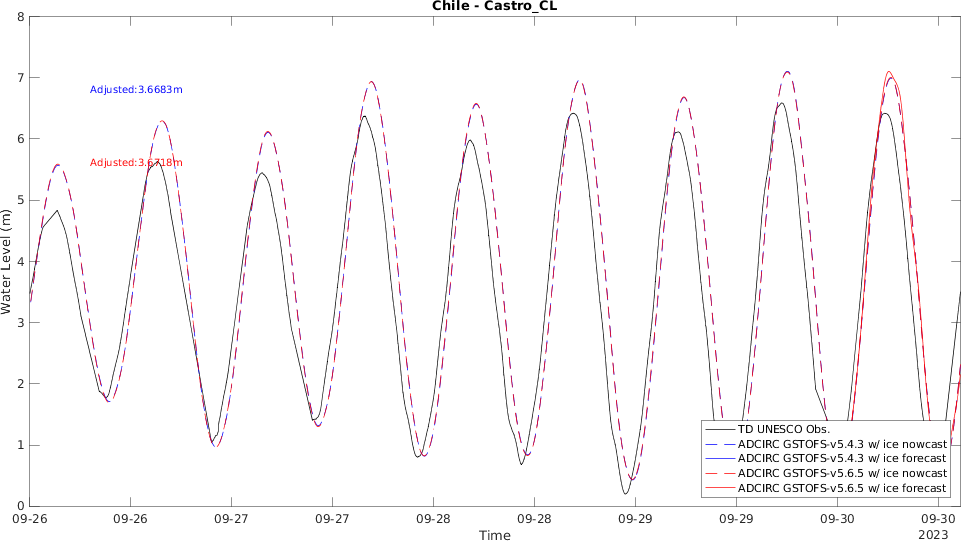 Chile - Castro_CL
8
7
6
5
4
3
2
1
0
Water Level (m)
Adjusted:3.6683m
Adjusted:3.6718m
TD UNESCO Obs.
ADCIRC GSTOFS-v5.4.3 w/ ice nowcast
ADCIRC GSTOFS-v5.4.3 w/ ice forecast
ADCIRC GSTOFS-v5.6.5 w/ ice nowcast
ADCIRC GSTOFS-v5.6.5 w/ ice forecast
09-26 09-26 09-27 09-27 09-28 09-28 09-29 09-29 09-30 09-30
Time
2023